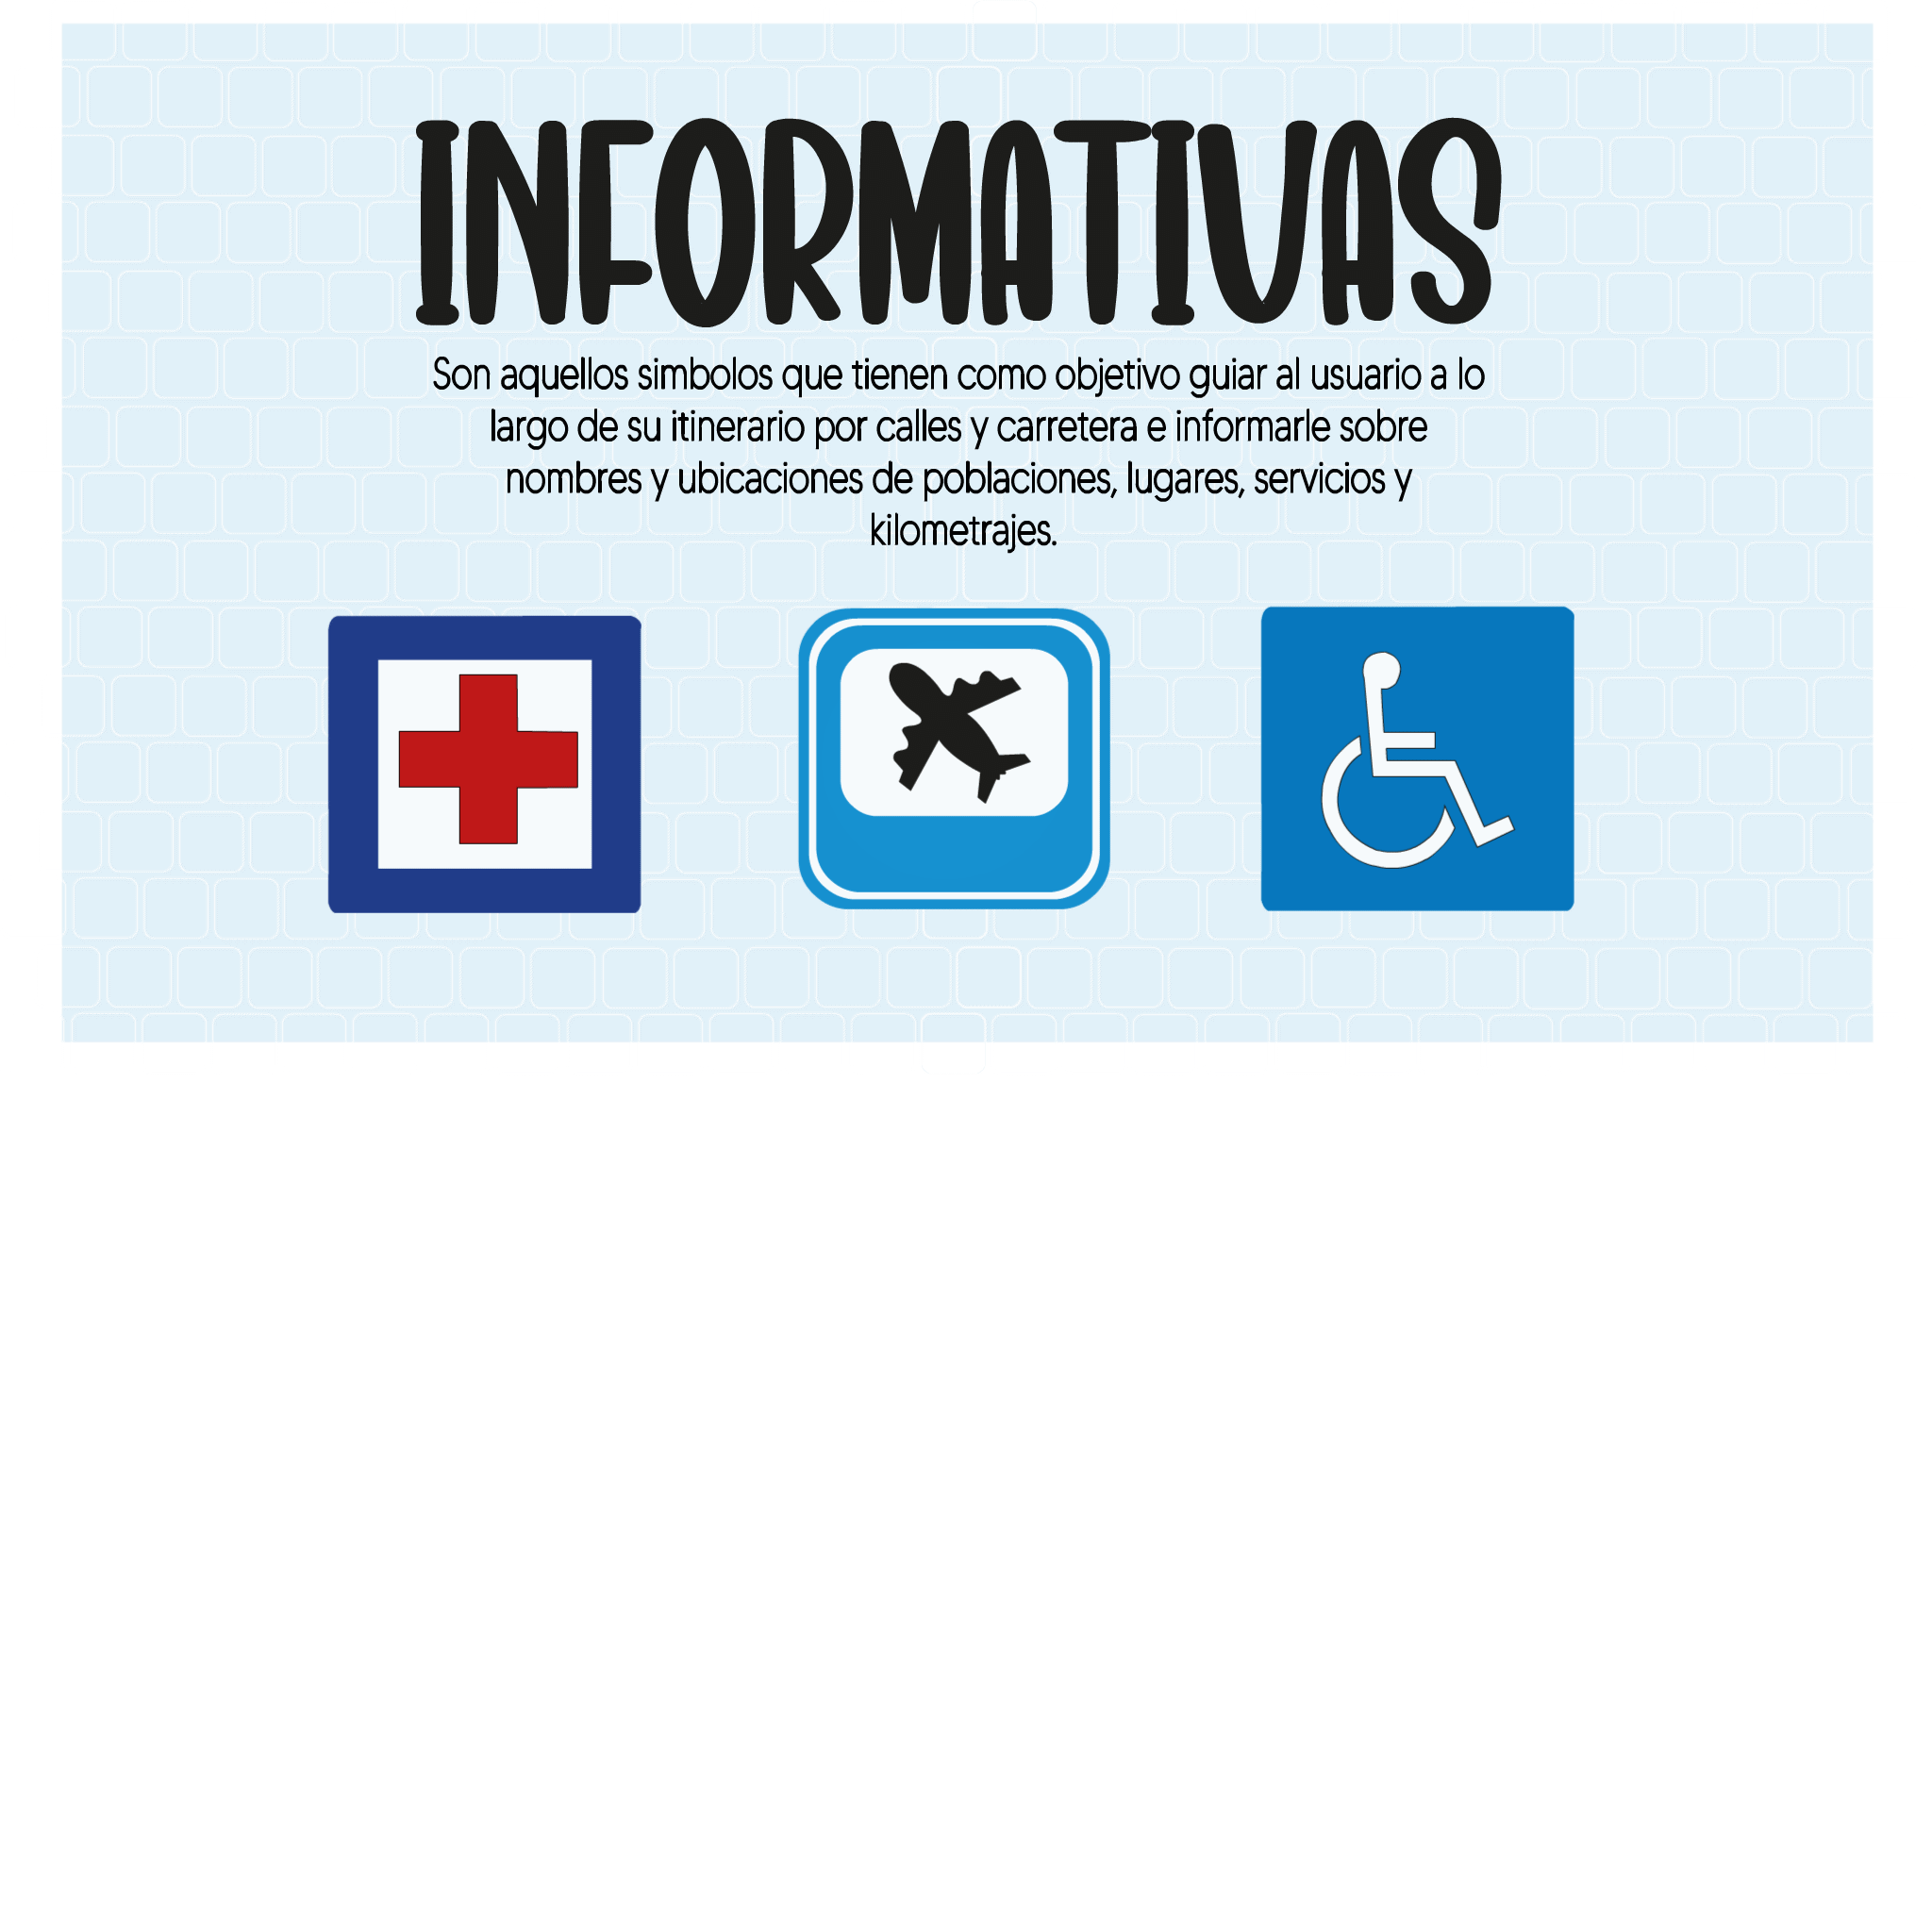 INFORMATIVAS
Son aquellos simbolos que tienen como objetivo guiar al usuario a lo
largo de su itinerario por calles y carretera e informarle sobre
nombres y ubicaciones de poblaciones, lugares, servicios y
kilometrajes.